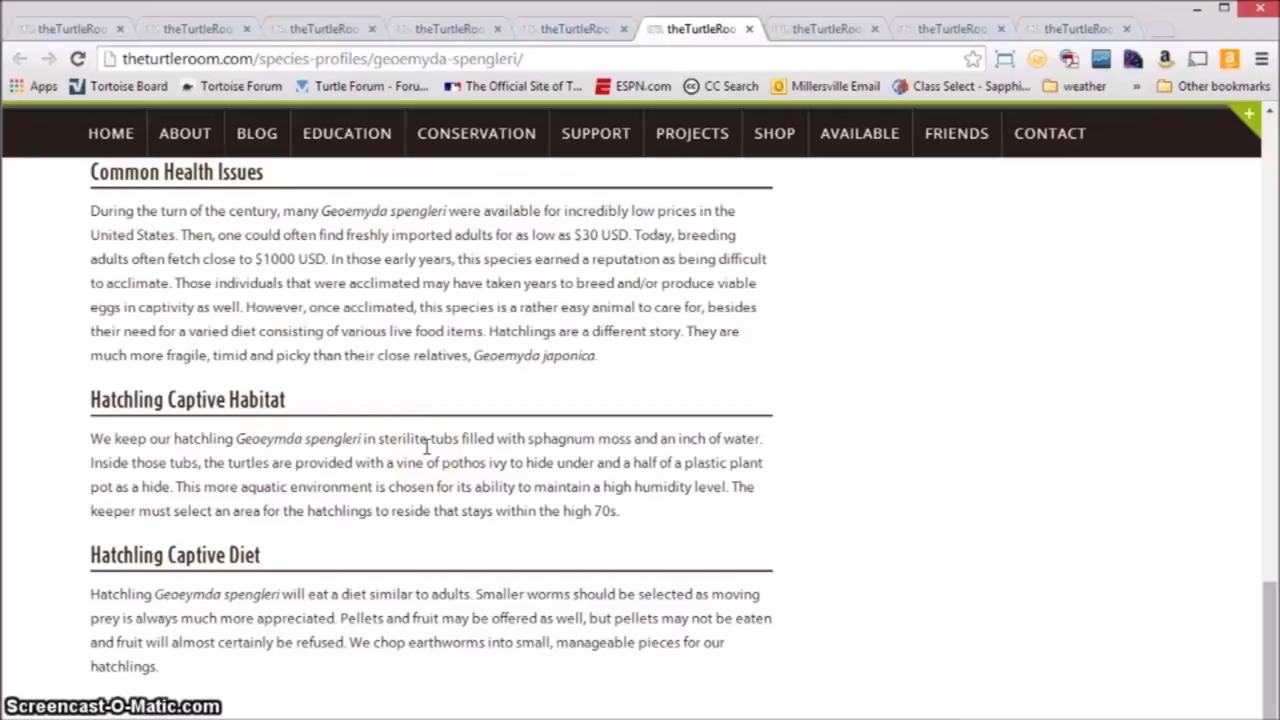 theTurtleRoo
theTurtleRoo
theTurtleRoo
theTurtleRoo
theTurtleRoo
theTurtleRoo
theTurtleRoo
theTurtleRoo
theTurtleRoo
theturtleroom.com/species-profiles/geoemyda-spengleri/
Apps Tortoise Board Tortoise Forum Turtle Forum - Foru... The Official Site of T... ESPN.com CC Search Millersville Email Class Select - Sapphi... weather » Other bookmarks
HOME ABOUT BLOG EDUCATION CONSERVATION SUPPORT PROJECTS SHOP AVAILABLE FRIENDS CONTACT
Common Health Issues
During the turn of the century, many Geoemyda spengleri were available for incredibly low prices in the
United States. Then, one could often find freshly imported adults for as low as $30 USD. Today, breeding
adults often fetch close to $1000 USD. In those early years, this species earned a reputation as being difficult
to acclimate. Those individuals that were acclimated may have taken years to breed and/or produce viable
eggs in captivity as well. However, once acclimated, this species is a rather easy animal to care for, besides
their need for a varied diet consisting of various live food items. Hatchlings are a different story. They are
much more fragile, timid and picky than their close relatives, Geoemyda japonica.
Hatchling Captive Habitat
We keep our hatchling Geoeymda spengleri in sterilite tubs filled with sphagnum moss and an inch of water.
Inside those tubs, the turtles are provided with a vine of pothos ivy to hide under and a half of a plastic plant
pot as a hide. This more aquatic environment is chosen for its ability to maintain a high humidity level. The
keeper must select an area for the hatchlings to reside that stays within the high 70s.
Hatchling Captive Diet
Hatchling Geoeymda spengleri will eat a diet similar to adults. Smaller worms should be selected as moving
prey is always much more appreciated. Pellets and fruit may be offered as well, but pellets may not be eaten
and fruit will almost certainly be refused. We chop earthworms into small, manageable pieces for our
hatchlings.
Screencast-O-Matic.com